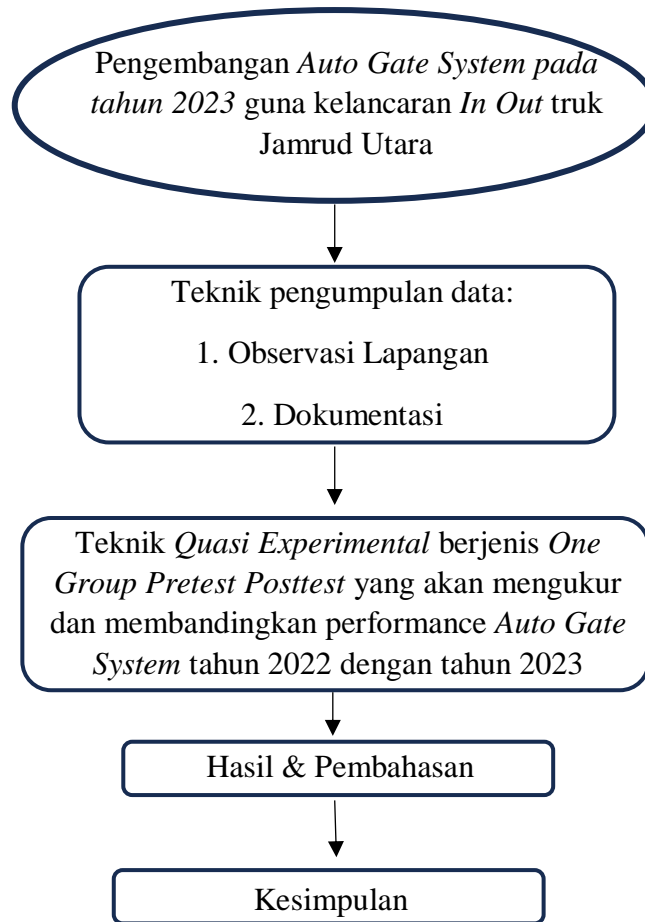 Pengembangan Auto Gate System pada
tahun 2023 guna kelancaran In Out truk
Jamrud Utara
Teknik pengumpulan data:
1. Observasi Lapangan
2. Dokumentasi
Teknik Quasi Experimental berjenis One
Group Pretest Posttest yang akan mengukur
dan membandingkan performance Auto Gate
System tahun 2022 dengan tahun 2023
Hasil & Pembahasan
Kesimpulan